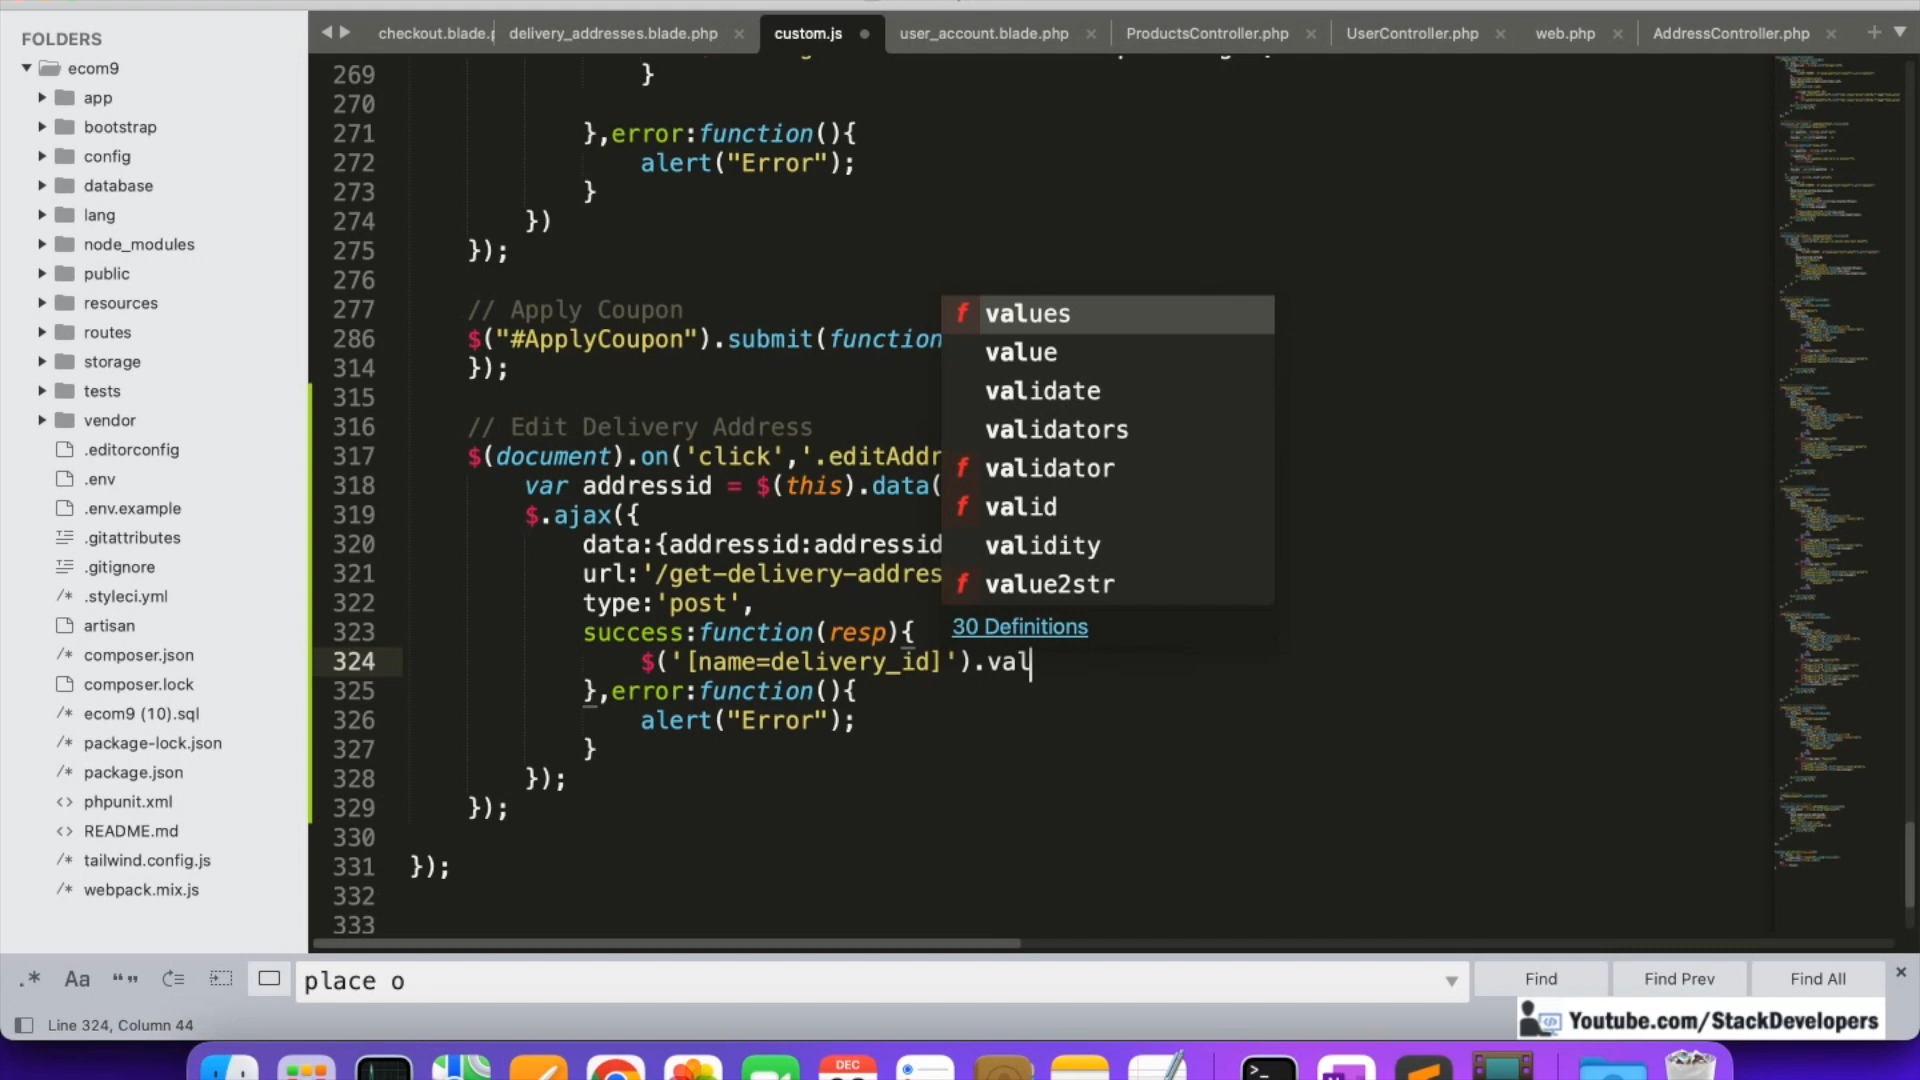 FOLDERS
ecom9
app
bootstrap
config
database
lang
node_modules
public
resources
routes
storage
tests
vendor
.editorconfig
.env
.env.example
.gitattributes
.gitignore
.styleci.yml
artisan
composer.json
composer.lock
ecom9 (10).sql
package-lock.json
package.json
phpunit.xml
README.md
tailwind.config.js
webpack.mix.js
checkout.blade.p
delivery_addresses.blade.php
custom.js
user_account.blade.php
ProductsController.php
UserController.php
web.php
AddressController.php
269 }
270
271 },error:function(){
272 alert("Error");
273 }
274 })
275 });
276
277 // Apply Coupon
286 $("#ApplyCoupon").submit(function
314 });
315
316 // Edit Delivery Address
317 $(document).on('click','.editAddr
318 var addressid = $(this).data(
319 $.ajax({
320 data:{addressid:addressid
321 url:'/get-delivery-addres
322 type:'post',
323 success:function(resp){
324 $('[name=delivery_id]').val
325 },error:function(){
326 alert("Error");
327 }
328 });
329 });
330
331 });
332
333
f values
value
validate
validators
f validator
f valid
validity
f value2str
30 Definitions
.* Aa “”
place o
Find
Find Prev
Find All
Line 324, Column 44
Youtube.com/StackDevelopers
DEC